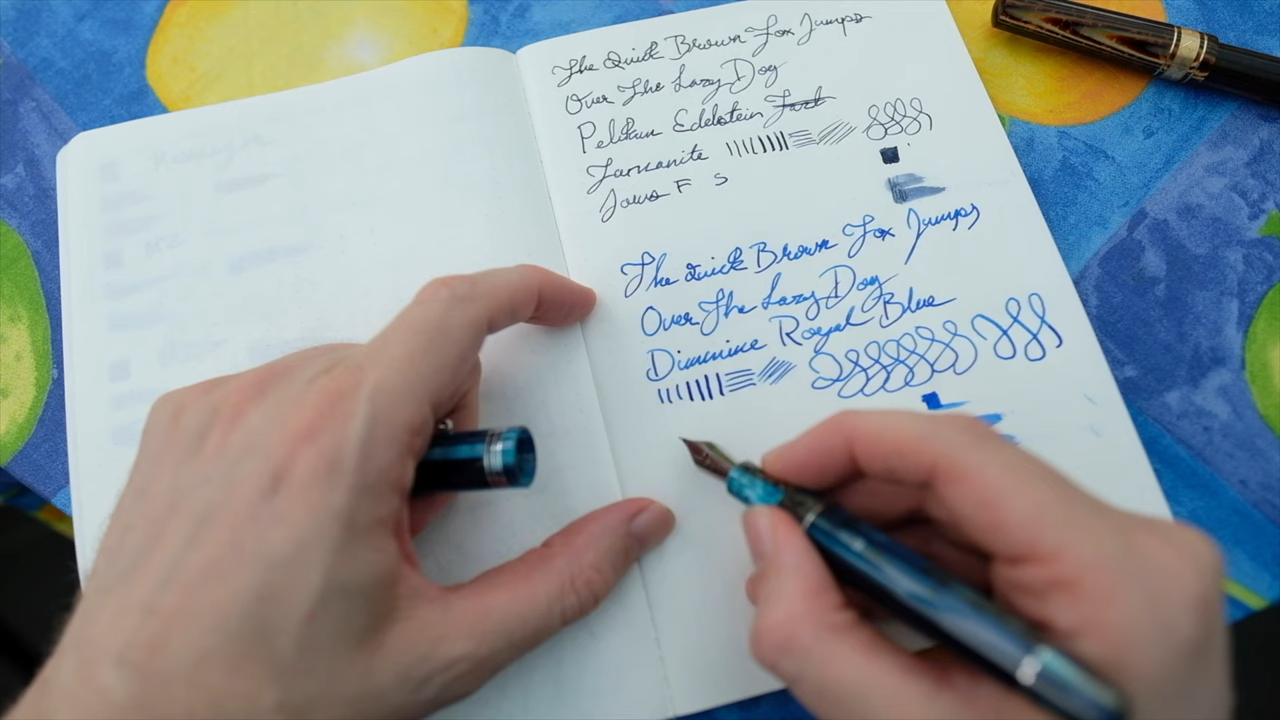 The Quick Brown Fox Jumps
Over The Lazy Dog
Pelikan Edelstein
Tanzanite
Jowo F S
The Quick Brown Fox Jumps
Over The Lazy Dog
Diamine Royal Blue